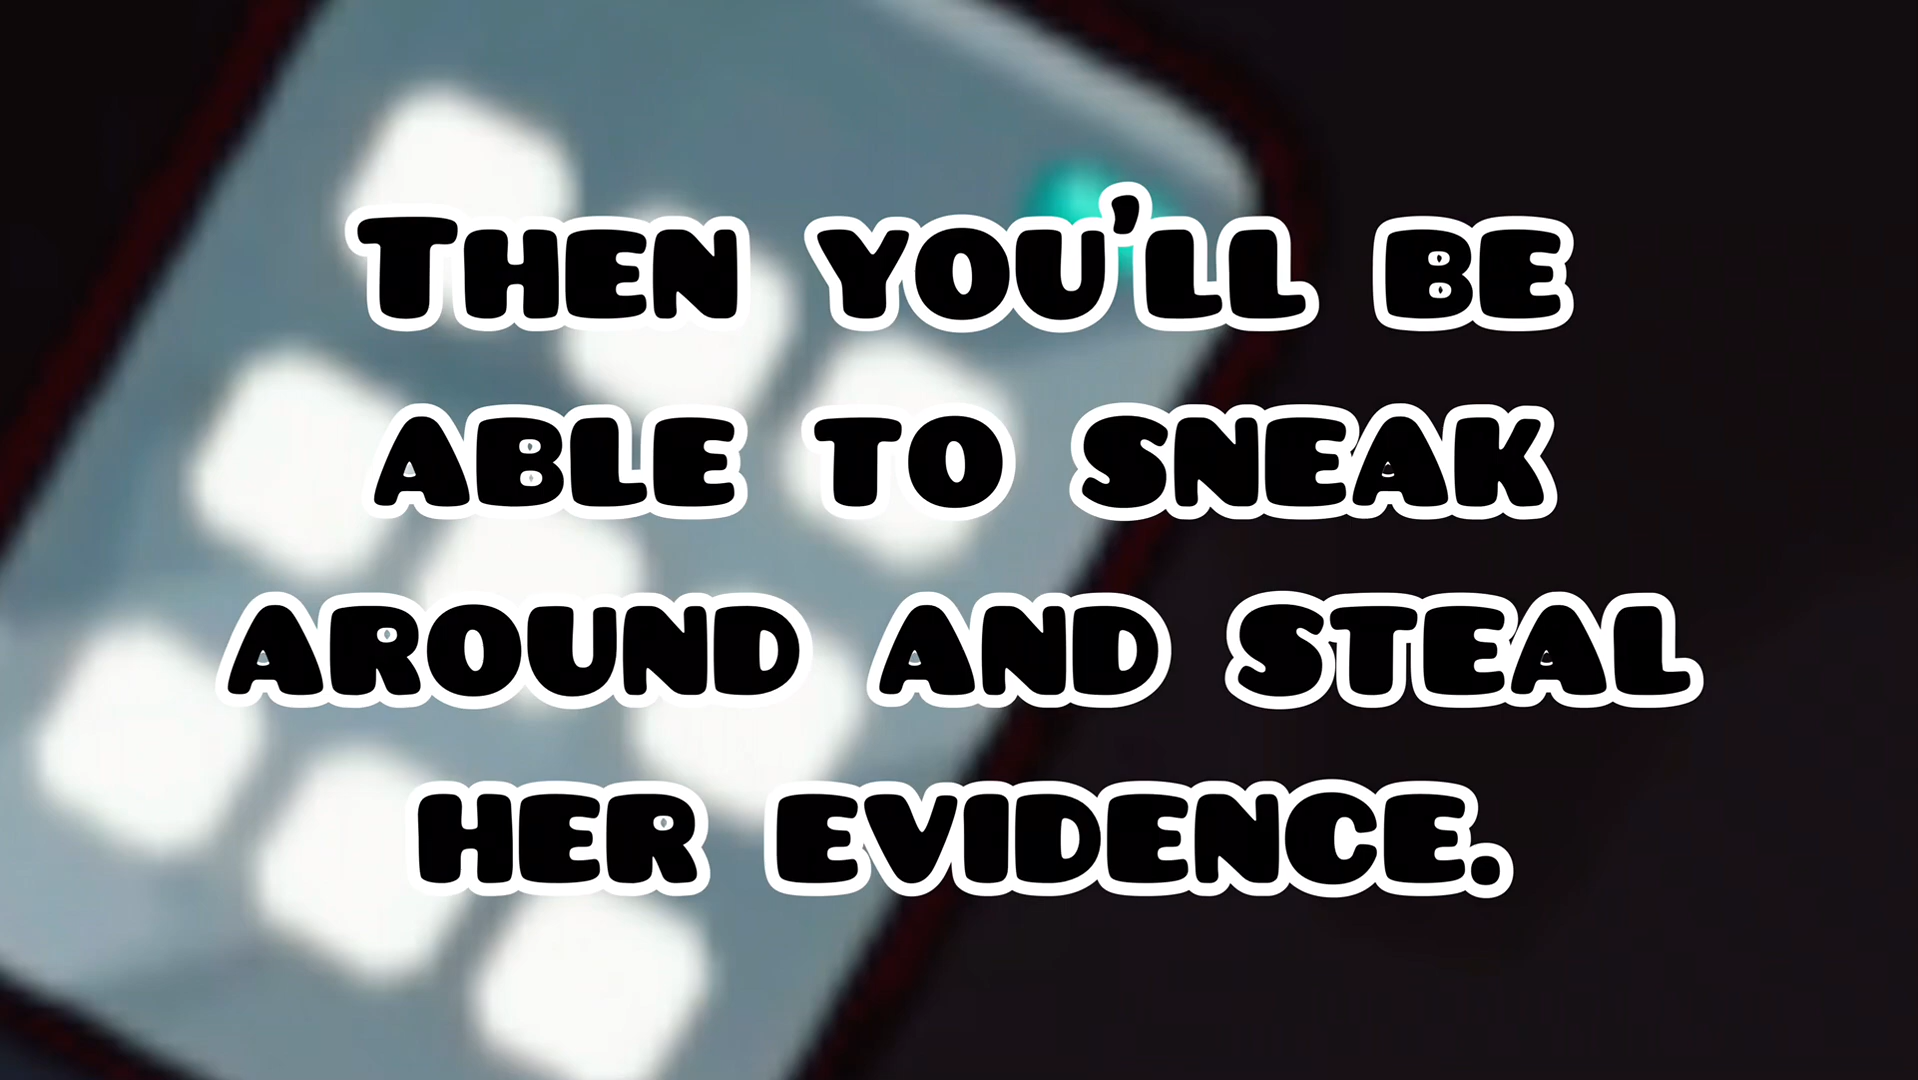 Then you'll be
able to sneak
around and steal
her evidence.